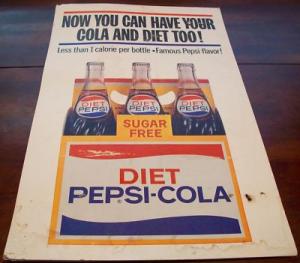 NOW YOU CAN HAVE YOUR
COLA AND DIET TOO!
Less than 1 calorie per bottle • Famous Pepsi flavor!
DIET DIET DIET
PEPSI PEPSI PEPSI
SUGAR
FREE
DIET
PEPSI-COLA